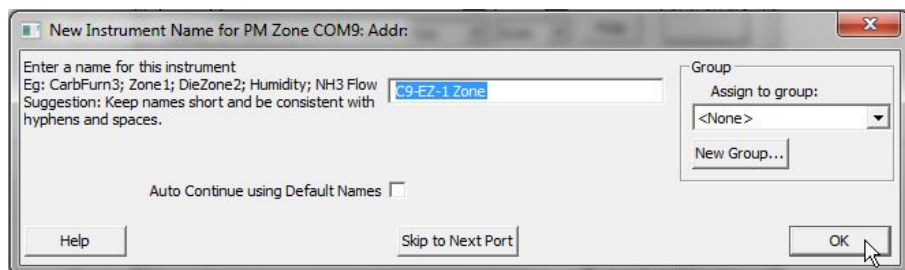 New Instrument Name for PM Zone COM9: Addr:
Enter a name for this instrument
Eg: CarbFurn3; Zone1; DieZone2; Humidity; NH3 Flow
Suggestion: Keep names short and be consistent with
hyphens and spaces.
C9-EZ-1 Zone
Group
Assign to group:
<None>
New Group...
Auto Continue using Default Names
Help
Skip to Next Port
OK